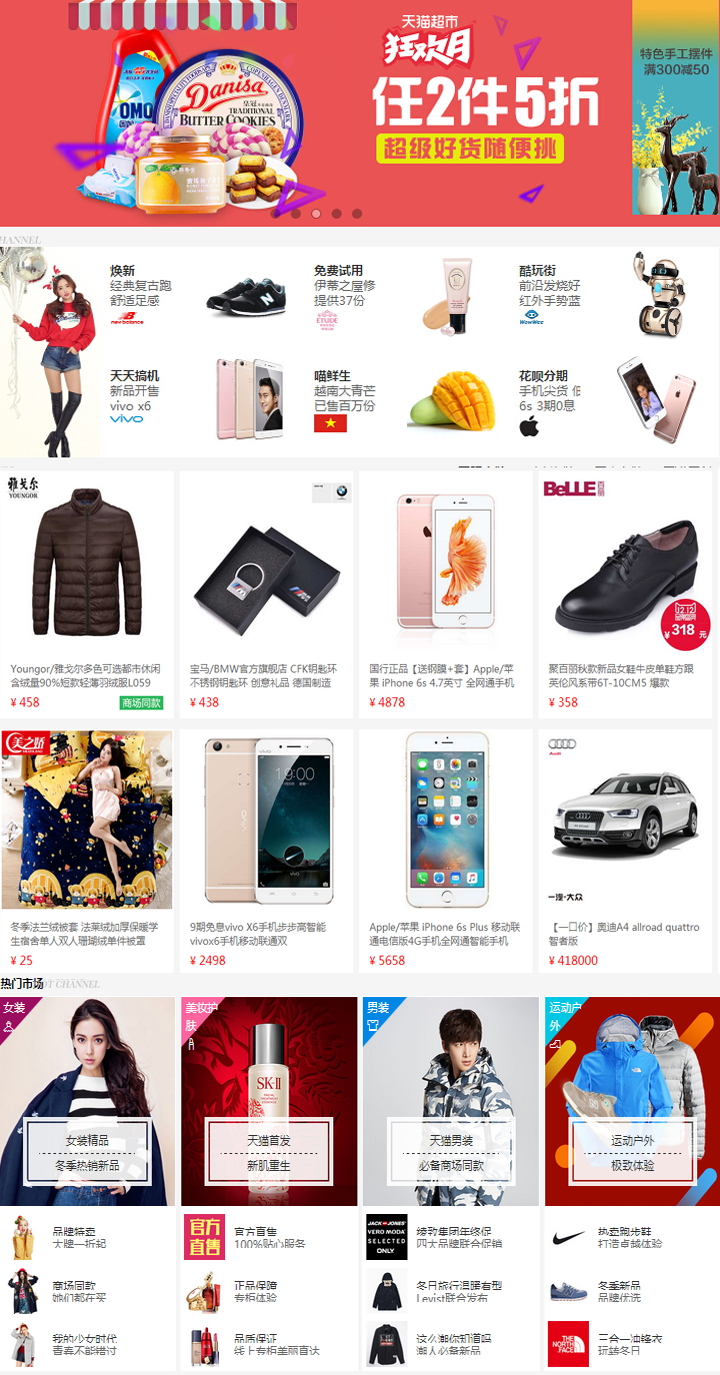 天猫超市
狂欢月
任2件5折
超级好货随便挑
特色手工摆件
满300减50
OMO
Danisa
皇冠
TRADITIONAL
BUTTER COOKIES
HANNEL
焕新
经典复古跑
舒适足感
new balance
免费试用
伊蒂之屋修
提供37份
ETUDE
酷玩街
前沿发烧好
红外手势蓝
WowWee
天天搞机
新品开售
vivo x6
vivo
喵鲜生
越南大青芒
已售百万份
花呗分期
手机尖货
6s 3期0息
雅戈尔
YOUNGOR
Youngor/雅戈尔多色可选都市休闲
含绒量90%短款轻薄羽绒服L059
¥ 458
商场同款
宝马/BMW官方旗舰店 CFK钥匙环
不锈钢钥匙环 创意礼品 德国制造
¥ 438
国行正品【送钢膜+套】Apple/苹
果 iPhone 6s 4.7英寸 全网通手机
¥ 4878
BeLLE
百丽
12.12
¥ 318 元
聚百丽秋款新品女鞋牛皮单鞋方跟
英伦风系带6T-10CM5 爆款
¥ 358
美之娇
冬季法兰绒被套 法莱绒加厚保暖学
生宿舍单人双人珊瑚绒单件被罩
¥ 25
19:00
vivo
9期免息vivo X6手机步步高智能
vivox6手机移动联通双
¥ 2498
Apple/苹果 iPhone 6s Plus 移动联
通电信版4G手机全网通智能手机
¥ 5658
Audi
一汽·大众
【一口价】奥迪A4 allroad quattro
智者版
¥ 418000
热门市场
OT CHANNEL
女装
女装精品
冬季热销新品
美妆护
肤
SK-II
天猫首发
新肌重生
男装
天猫男装
必备商场同款
运动户
外
运动户外
极致体验
品牌特卖
大牌一折起
官方
直售
官方直售
100%贴心服务
JACK JONES
VERO MODA
SELECTED
ONLY
绫致集团年终促
四大品牌联合促销
热卖跑步鞋
打造卓越体验
商场同款
她们都在买
正品保障
专柜体验
冬日旅行温暖有型
Levist联合发布
冬季新品
品牌优选
我的少女时代
青春不能错过
品质保证
线上专柜美丽直达
这么潮你知道吗
潮人必备新品
THE
NORTH
FACE
三合一冲锋衣
玩转冬日